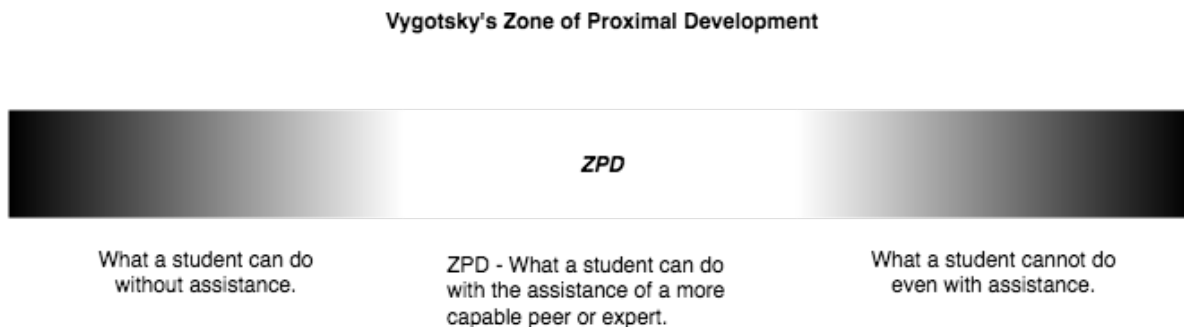 Vygotsky's Zone of Proximal Development
ZPD
What a student can do
without assistance.
ZPD - What a student can do
with the assistance of a more
capable peer or expert.
What a student cannot do
even with assistance.